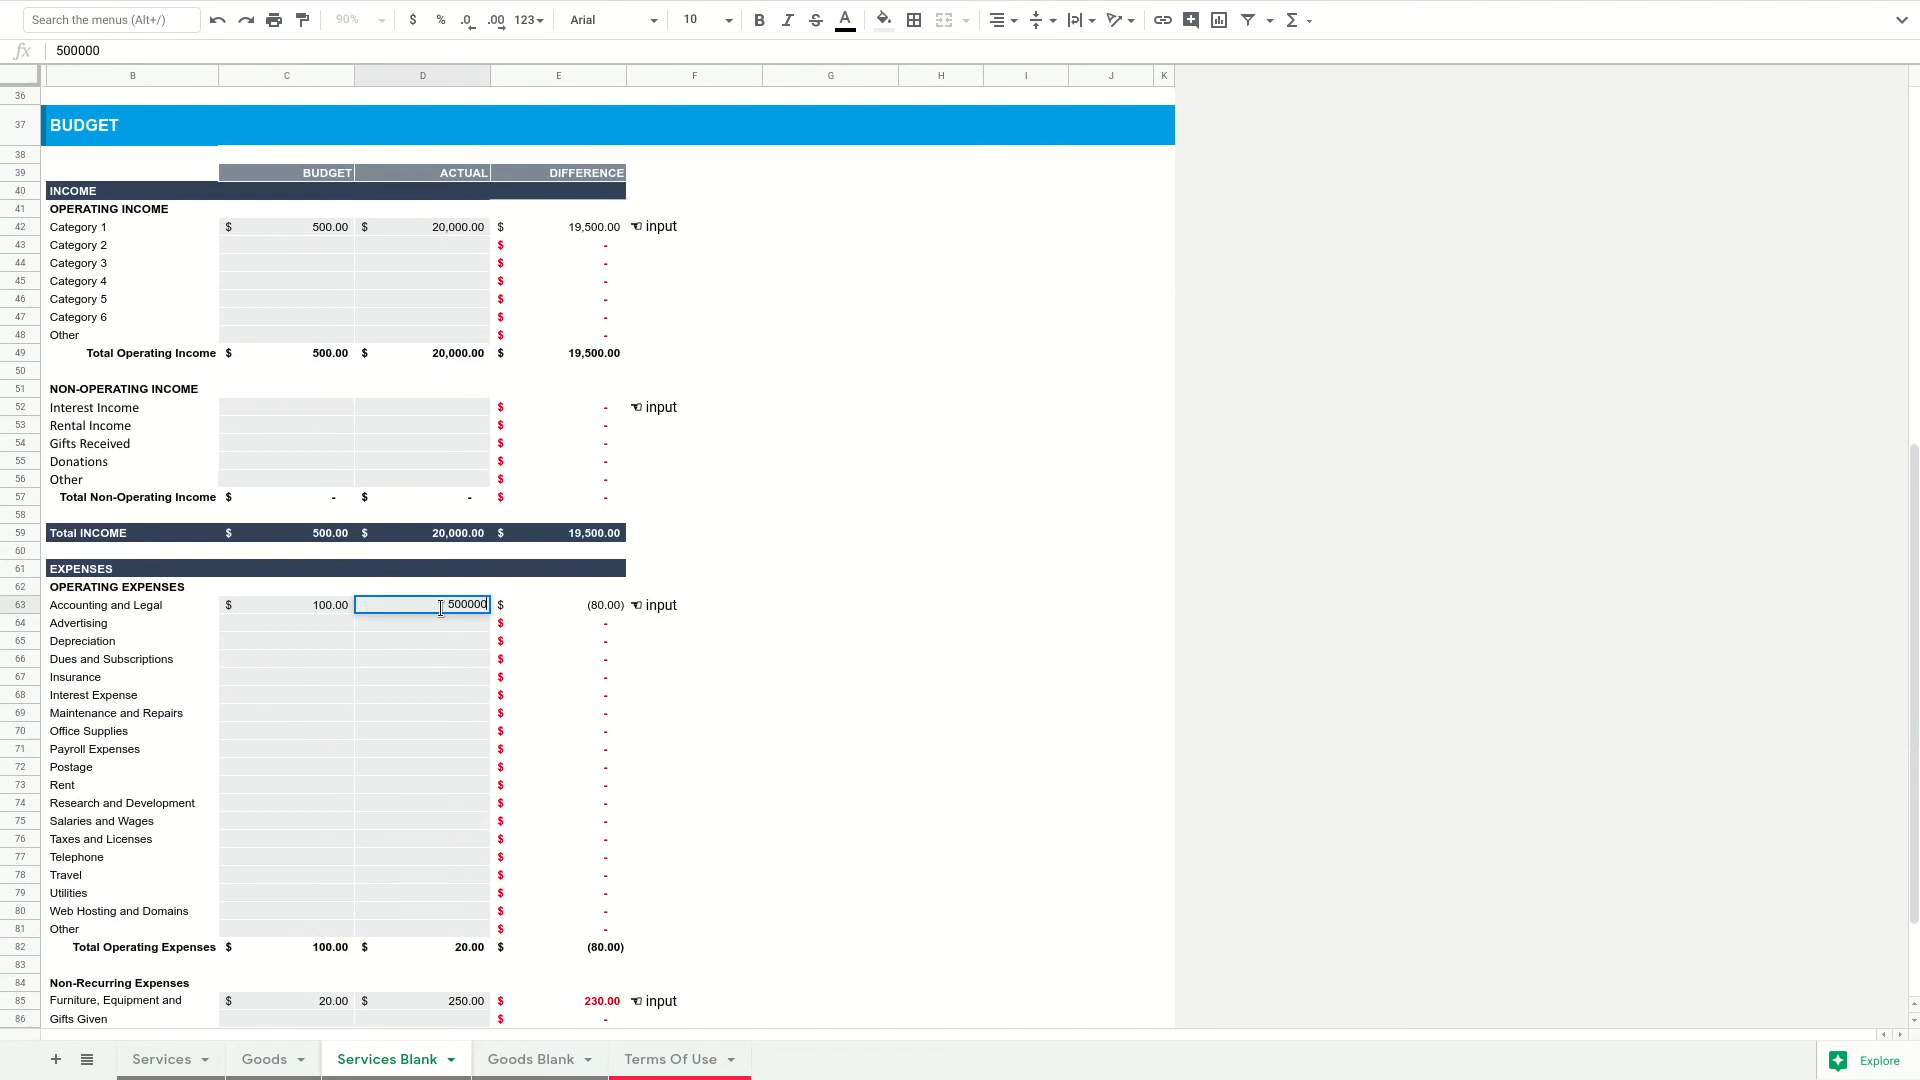 Search the menus (Alt+/) 90% $ % .0 .00 123 Arial 10 B I S A Σ
fx 500000
B C D E F G H I J K
36
37 BUDGET
38
39 BUDGET ACTUAL DIFFERENCE
40 INCOME
41 OPERATING INCOME
42 Category 1 $ 500.00 $ 20,000.00 $ 19,500.00 ☜ input
43 Category 2 $ -
44 Category 3 $ -
45 Category 4 $ -
46 Category 5 $ -
47 Category 6 $ -
48 Other $ -
49 Total Operating Income $ 500.00 $ 20,000.00 $ 19,500.00
50
51 NON-OPERATING INCOME
52 Interest Income $ - ☜ input
53 Rental Income $ -
54 Gifts Received $ -
55 Donations $ -
56 Other $ -
57 Total Non-Operating Income $ - $ - $ -
58
59 Total INCOME $ 500.00 $ 20,000.00 $ 19,500.00
60
61 EXPENSES
62 OPERATING EXPENSES
63 Accounting and Legal $ 100.00 500000 $ (80.00) ☜ input
64 Advertising $ -
65 Depreciation $ -
66 Dues and Subscriptions $ -
67 Insurance $ -
68 Interest Expense $ -
69 Maintenance and Repairs $ -
70 Office Supplies $ -
71 Payroll Expenses $ -
72 Postage $ -
73 Rent $ -
74 Research and Development $ -
75 Salaries and Wages $ -
76 Taxes and Licenses $ -
77 Telephone $ -
78 Travel $ -
79 Utilities $ -
80 Web Hosting and Domains $ -
81 Other $ -
82 Total Operating Expenses $ 100.00 $ 20.00 $ (80.00)
83
84 Non-Recurring Expenses
85 Furniture, Equipment and $ 20.00 $ 250.00 $ 230.00 ☜ input
86 Gifts Given $ -
+ Services Goods Services Blank Goods Blank Terms Of Use Explore